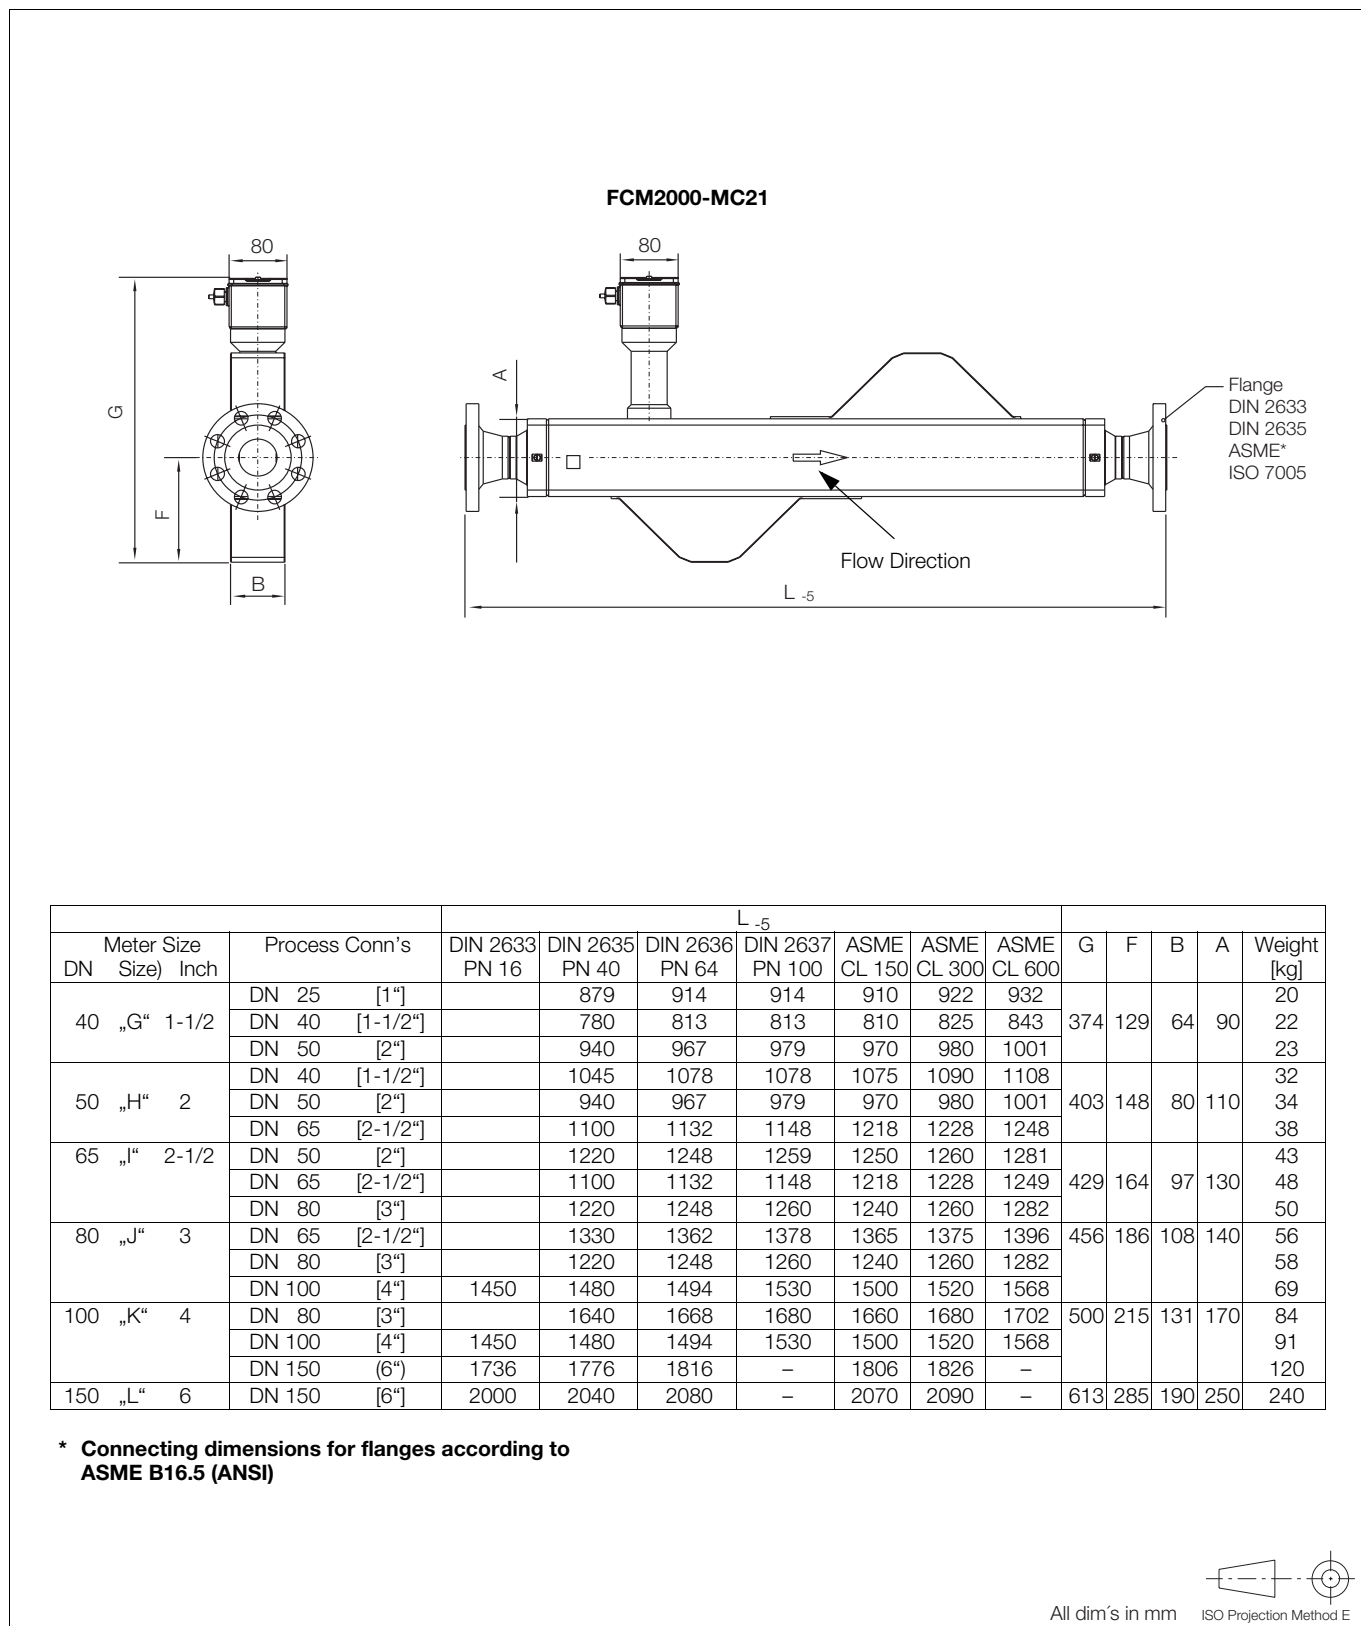 FCM2000-MC21
80
80
G
F
B
A
Flange
DIN 2633
DIN 2635
ASME*
ISO 7005
Flow Direction
L -5
L -5
Meter Size Process Conn's DIN 2633 DIN 2635 DIN 2636 DIN 2637 ASME ASME ASME G F B A Weight
DN Size) Inch PN 16 PN 40 PN 64 PN 100 CL 150 CL 300 CL 600 [kg]
DN 25 [1“] 879 914 914 910 922 932 20
40 „G“ 1-1/2 DN 40 [1-1/2“] 780 813 813 810 825 843 374 129 64 90 22
DN 50 [2“] 940 967 979 970 980 1001 23
DN 40 [1-1/2“] 1045 1078 1078 1075 1090 1108 32
50 „H“ 2 DN 50 [2“] 940 967 979 970 980 1001 403 148 80 110 34
DN 65 [2-1/2“] 1100 1132 1148 1218 1228 1248 38
65 „I“ 2-1/2 DN 50 [2“] 1220 1248 1259 1250 1260 1281 43
DN 65 [2-1/2“] 1100 1132 1148 1218 1228 1249 429 164 97 130 48
DN 80 [3“] 1220 1248 1260 1240 1260 1282 50
80 „J“ 3 DN 65 [2-1/2“] 1330 1362 1378 1365 1375 1396 456 186 108 140 56
DN 80 [3“] 1220 1248 1260 1240 1260 1282 58
DN 100 [4“] 1450 1480 1494 1530 1500 1520 1568 69
100 „K“ 4 DN 80 [3“] 1640 1668 1680 1660 1680 1702 500 215 131 170 84
DN 100 [4“] 1450 1480 1494 1530 1500 1520 1568 91
DN 150 (6“) 1736 1776 1816 – 1806 1826 – 120
150 „L“ 6 DN 150 [6“] 2000 2040 2080 – 2070 2090 – 613 285 190 250 240
* Connecting dimensions for flanges according to
ASME B16.5 (ANSI)
All dim´s in mm ISO Projection Method E